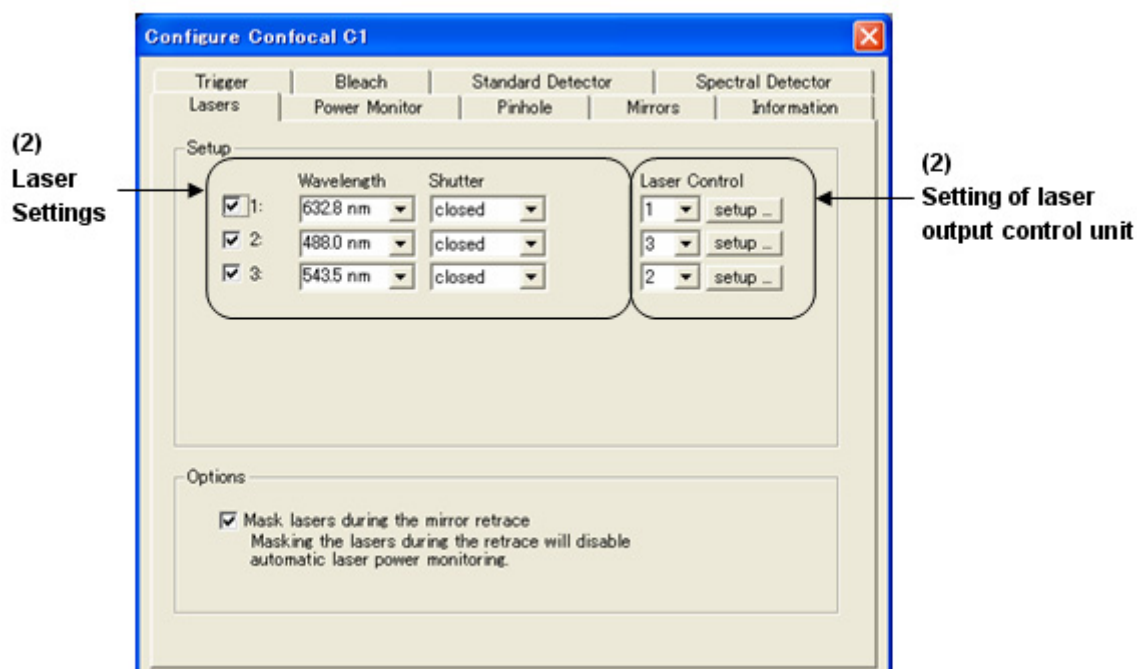 Configure Confocal C1
Trigger Bleach Standard Detector Spectral Detector
Lasers Power Monitor Pinhole Mirrors Information
(2)
Laser
Settings
Setup
Wavelength Shutter Laser Control
1: 632.8 nm closed 1 setup ...
2: 488.0 nm closed 3 setup ...
3: 543.5 nm closed 2 setup ...
(2)
Setting of laser
output control unit
Options
Mask lasers during the mirror retrace
Masking the lasers during the retrace will disable
automatic laser power monitoring.